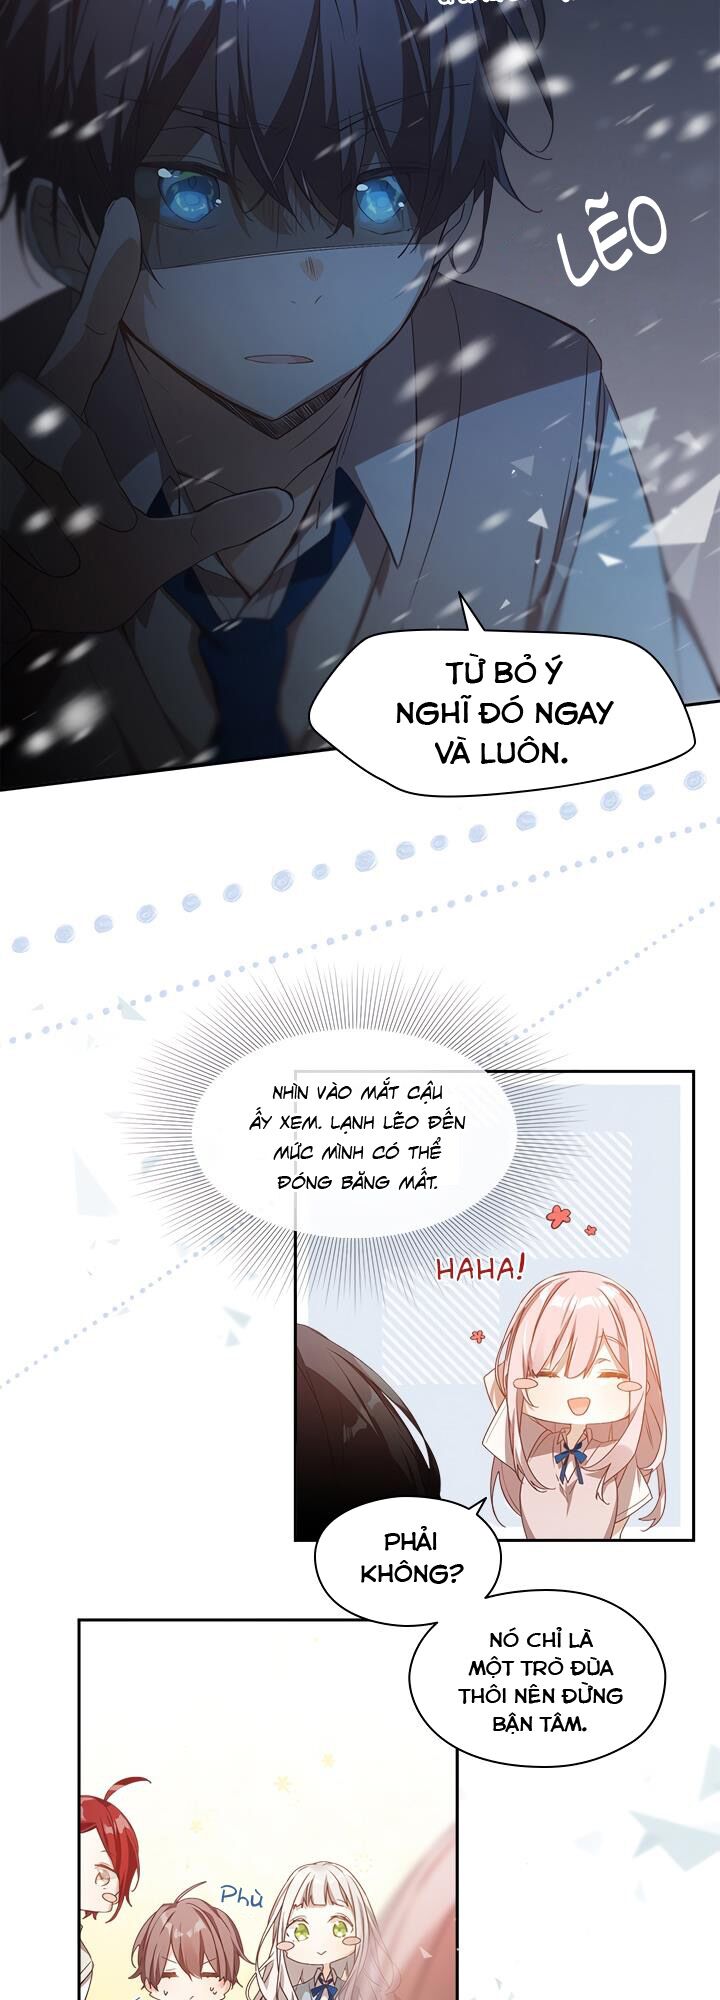 LẼO
TỪ BỎ Ý
NGHĨ ĐÓ NGAY
VÀ LUÔN.
NHÌN VÀO MẮT CẬU
ẤY XEM. LẠNH LẼO ĐẾN
MỨC MÌNH CÓ THỂ
ĐÓNG BĂNG MẤT.
HAHA!
PHẢI
KHÔNG?
NÓ CHỈ LÀ
MỘT TRÒ ĐÙA
THÔI NÊN ĐỪNG
BẬN TÂM.
Phù